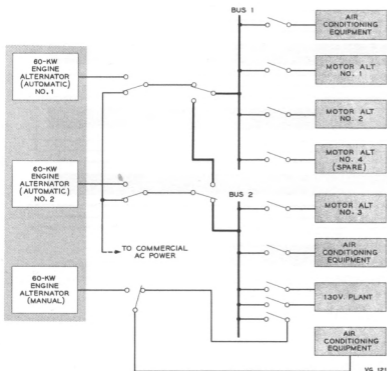 BUS 1
AIR
CONDITIONING
EQUIPMENT
60-KW
ENGINE
ALTERNATOR
(AUTOMATIC)
NO. 1
MOTOR ALT
NO. 1
MOTOR ALT
NO. 2
MOTOR ALT
NO. 4
(SPARE)
60-KW
ENGINE
ALTERNATOR
(AUTOMATIC)
NO. 2
BUS 2
MOTOR ALT
NO. 3
TO COMMERCIAL
AC POWER
AIR
CONDITIONING
EQUIPMENT
60-KW
ENGINE
ALTERNATOR
(MANUAL)
130V. PLANT
AIR
CONDITIONING
EQUIPMENT
VG 121